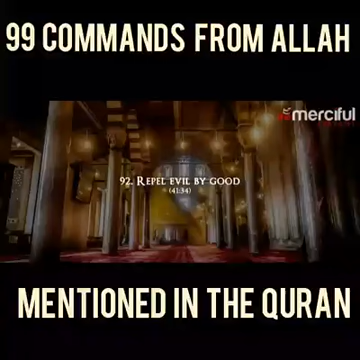 99 COMMANDS FROM ALLAH
merciful
92. REPEL EVIL BY GOOD
(41:34)
MENTIONED IN THE QURAN